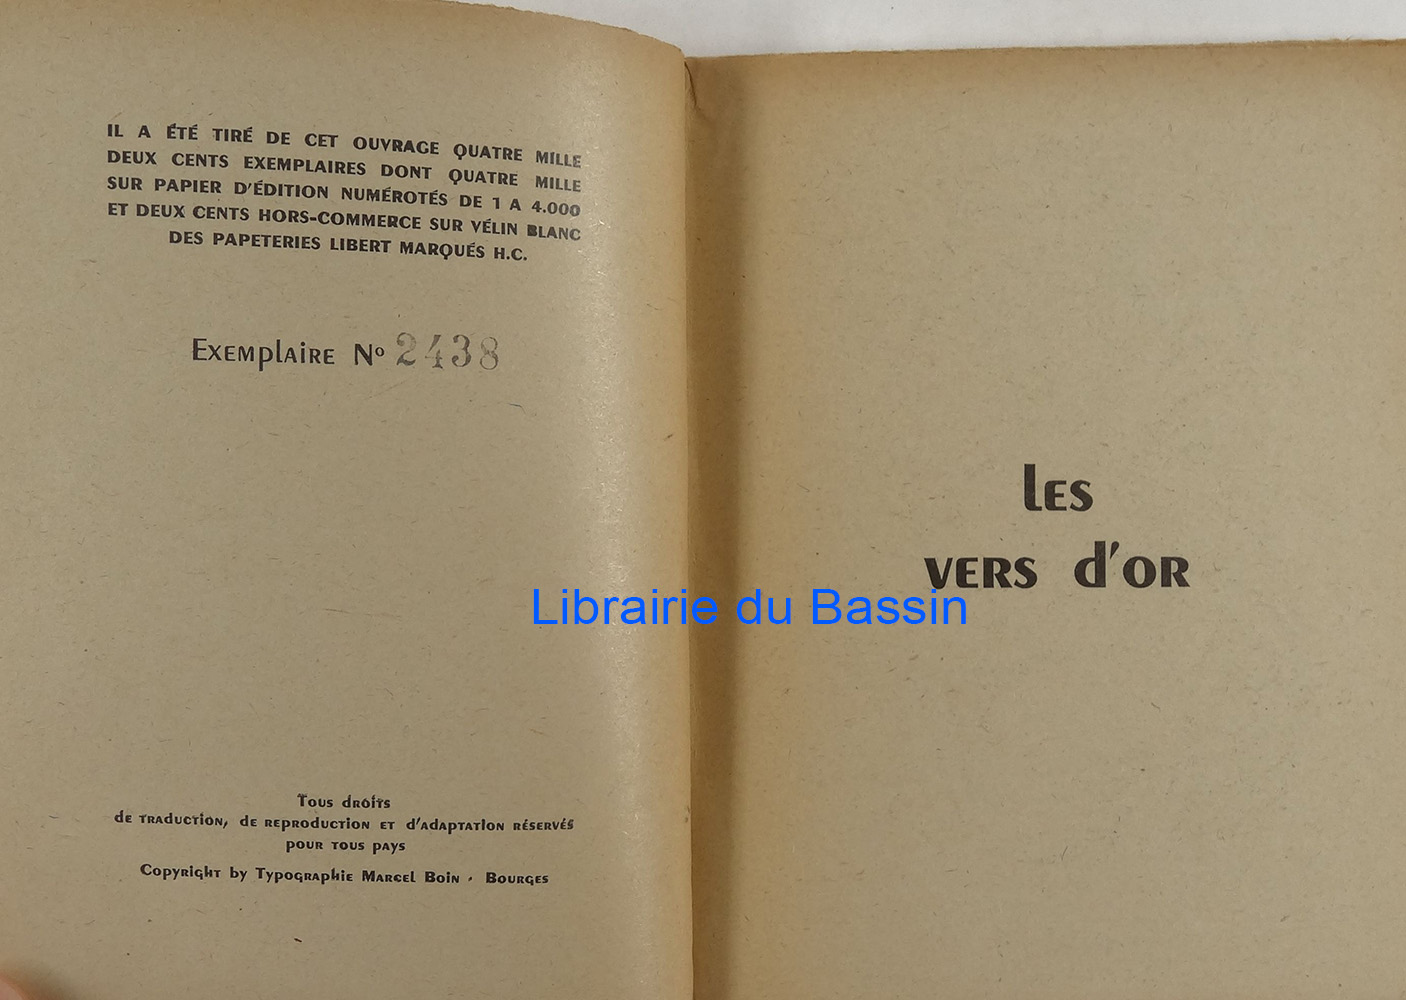 IL A ÉTÉ TIRÉ DE CET OUVRAGE QUATRE MILLE
DEUX CENTS EXEMPLAIRES DONT QUATRE MILLE
SUR PAPIER D'ÉDITION NUMÉROTÉS DE 1 A 4.000
ET DEUX CENTS HORS-COMMERCE SUR VÉLIN BLANC
DES PAPETERIES LIBERT MARQUÉS H.C.
Exemplaire No 2438
Tous droits
de traduction, de reproduction et d'adaptation réservés
pour tous pays
Copyright by Typographie Marcel Boin - Bourges
les
vers d'or
Librairie du Bassin